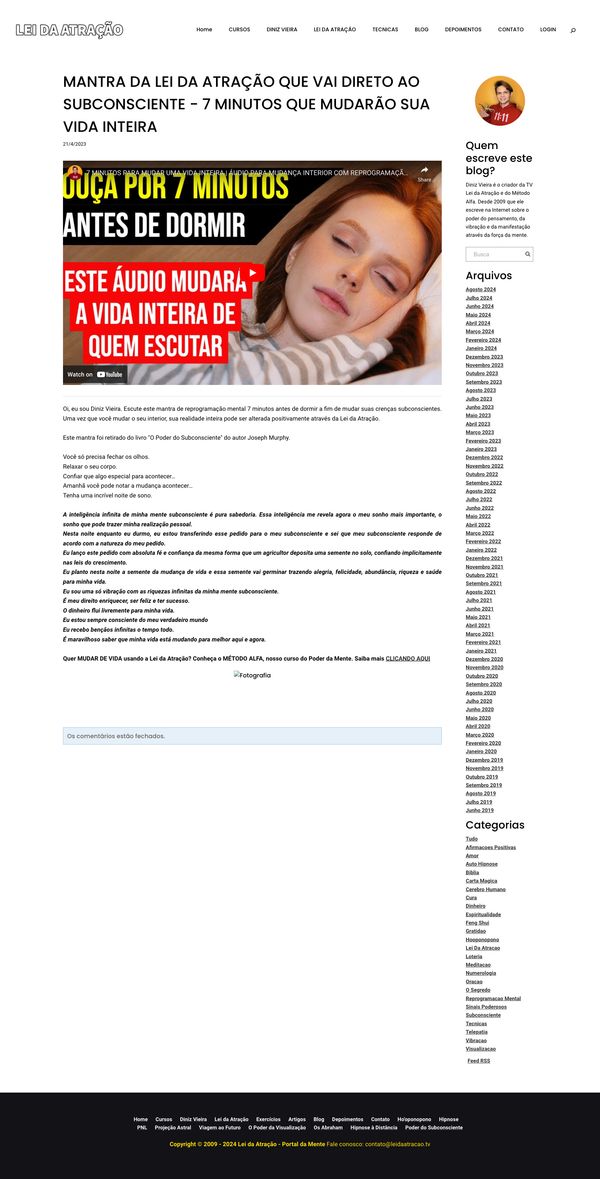 LEI DA ATRAÇÃO
Home CURSOS DINIZ VIEIRA LEI DA ATRAÇÃO TECNICAS BLOG DEPOIMENTOS CONTATO LOGIN
MANTRA DA LEI DA ATRAÇÃO QUE VAI DIRETO AO
SUBCONSCIENTE - 7 MINUTOS QUE MUDARÃO SUA
VIDA INTEIRA
21/4/2023
7 MINUTOS PARA MUDAR UMA VIDA INTEIRA | ÁUDIO PARA MUDANÇA INTERIOR COM REPROGRAMAÇÃ...
Share
OUÇA POR 7 MINUTOS
ANTES DE DORMIR
ESTE ÁUDIO MUDARÁ
A VIDA INTEIRA DE
QUEM ESCUTAR
Watch on YouTube
Oi, eu sou Diniz Vieira. Escute este mantra de reprogramação mental 7 minutos antes de dormir a fim de mudar suas crenças subconscientes.
Uma vez que você mudar o seu interior, sua realidade inteira pode ser alterada positivamente através da Lei da Atração.
Este mantra foi retirado do livro "O Poder do Subconsciente" do autor Joseph Murphy.
Você só precisa fechar os olhos.
Relaxar o seu corpo.
Confiar que algo especial para acontecer...
Amanhã você pode notar a mudança acontecer...
Tenha uma incrível noite de sono.
A inteligência infinita de minha mente subconsciente é pura sabedoria. Essa inteligência me revela agora o meu sonho mais importante, o
sonho que pode trazer minha realização pessoal.
Nesta noite enquanto eu durmo, eu estou transferindo esse pedido para o meu subconsciente e sei que meu subconsciente responde de
acordo com a natureza do meu pedido.
Eu lanço este pedido com absoluta fé e confiança da mesma forma que um agricultor deposita uma semente no solo, confiando implicitamente
nas leis do crescimento.
Eu planto nesta noite a semente da mudança de vida e essa semente vai germinar trazendo alegria, felicidade, abundância, riqueza e saúde
para minha vida.
Eu sou uma só vibração com as riquezas infinitas da minha mente subconsciente.
É meu direito enriquecer, ser feliz e ter sucesso.
O dinheiro flui livremente para minha vida.
Eu estou sempre consciente do meu verdadeiro mundo
Eu recebo bençãos infinitas o tempo todo.
É maravilhoso saber que minha vida está mudando para melhor aqui e agora.
Quer MUDAR DE VIDA usando a Lei da Atração? Conheça o MÉTODO ALFA, nosso curso do Poder da Mente. Saiba mais CLICANDO AQUI
Fotografia
Os comentários estão fechados.
11:11
Quem
escreve este
blog?
Diniz Vieira é o criador da TV
Lei da Atração e do Método
Alfa. Desde 2009 que ele
escreve na Internet sobre o
poder do pensamento, da
vibração e da manifestação
através da força da mente.
Busca
Arquivos
Agosto 2024
Julho 2024
Junho 2024
Maio 2024
Abril 2024
Março 2024
Fevereiro 2024
Janeiro 2024
Dezembro 2023
Novembro 2023
Outubro 2023
Setembro 2023
Agosto 2023
Julho 2023
Junho 2023
Maio 2023
Abril 2023
Março 2023
Fevereiro 2023
Janeiro 2023
Dezembro 2022
Novembro 2022
Outubro 2022
Setembro 2022
Agosto 2022
Julho 2022
Junho 2022
Maio 2022
Abril 2022
Março 2022
Fevereiro 2022
Janeiro 2022
Dezembro 2021
Novembro 2021
Outubro 2021
Setembro 2021
Agosto 2021
Julho 2021
Junho 2021
Maio 2021
Abril 2021
Março 2021
Fevereiro 2021
Janeiro 2021
Dezembro 2020
Novembro 2020
Outubro 2020
Setembro 2020
Agosto 2020
Julho 2020
Junho 2020
Maio 2020
Abril 2020
Março 2020
Fevereiro 2020
Janeiro 2020
Dezembro 2019
Novembro 2019
Outubro 2019
Setembro 2019
Agosto 2019
Julho 2019
Junho 2019
Categorias
Tudo
Afirmacoes Positivas
Amor
Auto Hipnose
Bíblia
Carta Magica
Cerebro Humano
Cura
Dinheiro
Espiritualidade
Feng Shui
Gratidao
Hooponopono
Lei Da Atracao
Loteria
Meditacao
Numerologia
Oracao
O Segredo
Reprogramacao Mental
Sinais Poderosos
Subconsciente
Tecnicas
Telepatia
Vibracao
Visualizacao
Feed RSS
Home Cursos Diniz Vieira Lei da Atração Exercícios Artigos Blog Depoimentos Contato Ho'oponopono Hipnose
PNL Projeção Astral Viagem ao Futuro O Poder da Visualização Os Abraham Hipnose à Distância Poder do Subconsciente
Copyright © 2009 - 2024 Lei da Atração - Portal da Mente Fale conosco: contato@leidaatracao.tv